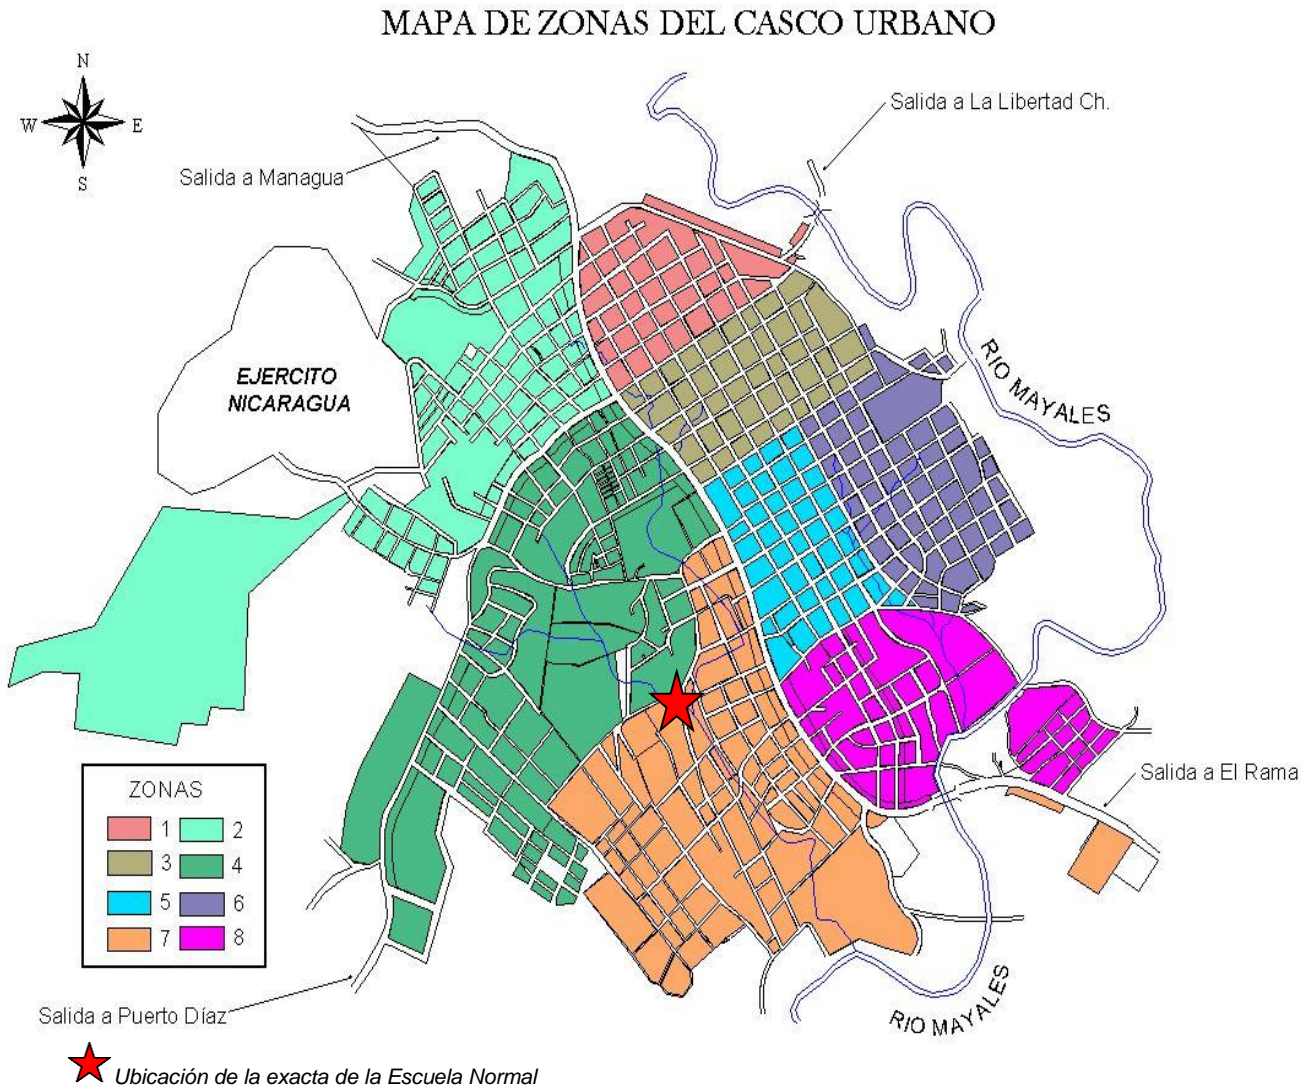 MAPA DE ZONAS DEL CASCO URBANO
N
W
E
S
Salida a La Libertad Ch.
Salida a Managua
EJERCITO
NICARAGUA
RIO MAYALES
ZONAS
1 2
3 4
5 6
7 8
Salida a El Rama
Salida a Puerto Díaz
RIO MAYALES
Ubicación de la exacta de la Escuela Normal